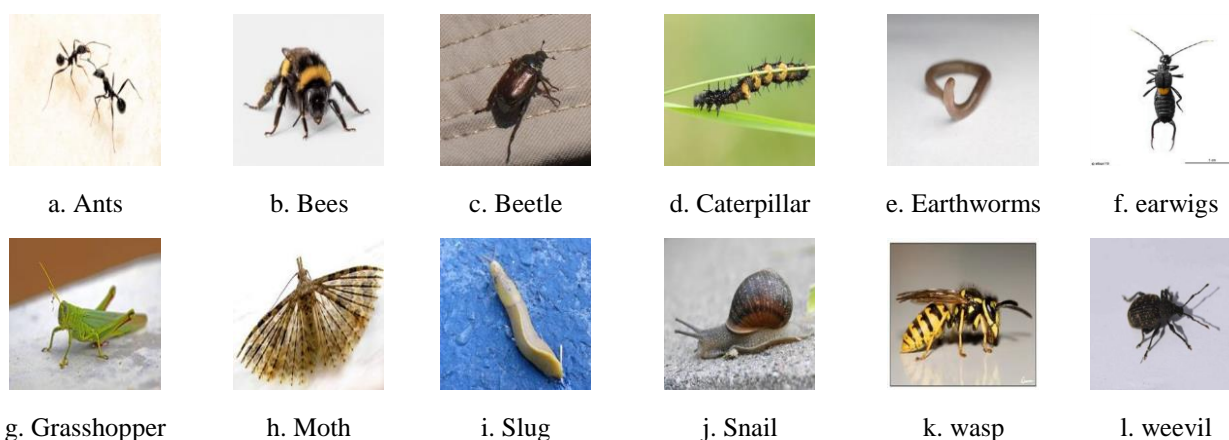 a. Ants
b. Bees
c. Beetle
d. Caterpillar
e. Earthworms
f. earwigs
g. Grasshopper
h. Moth
i. Slug
j. Snail
k. wasp
l. weevil